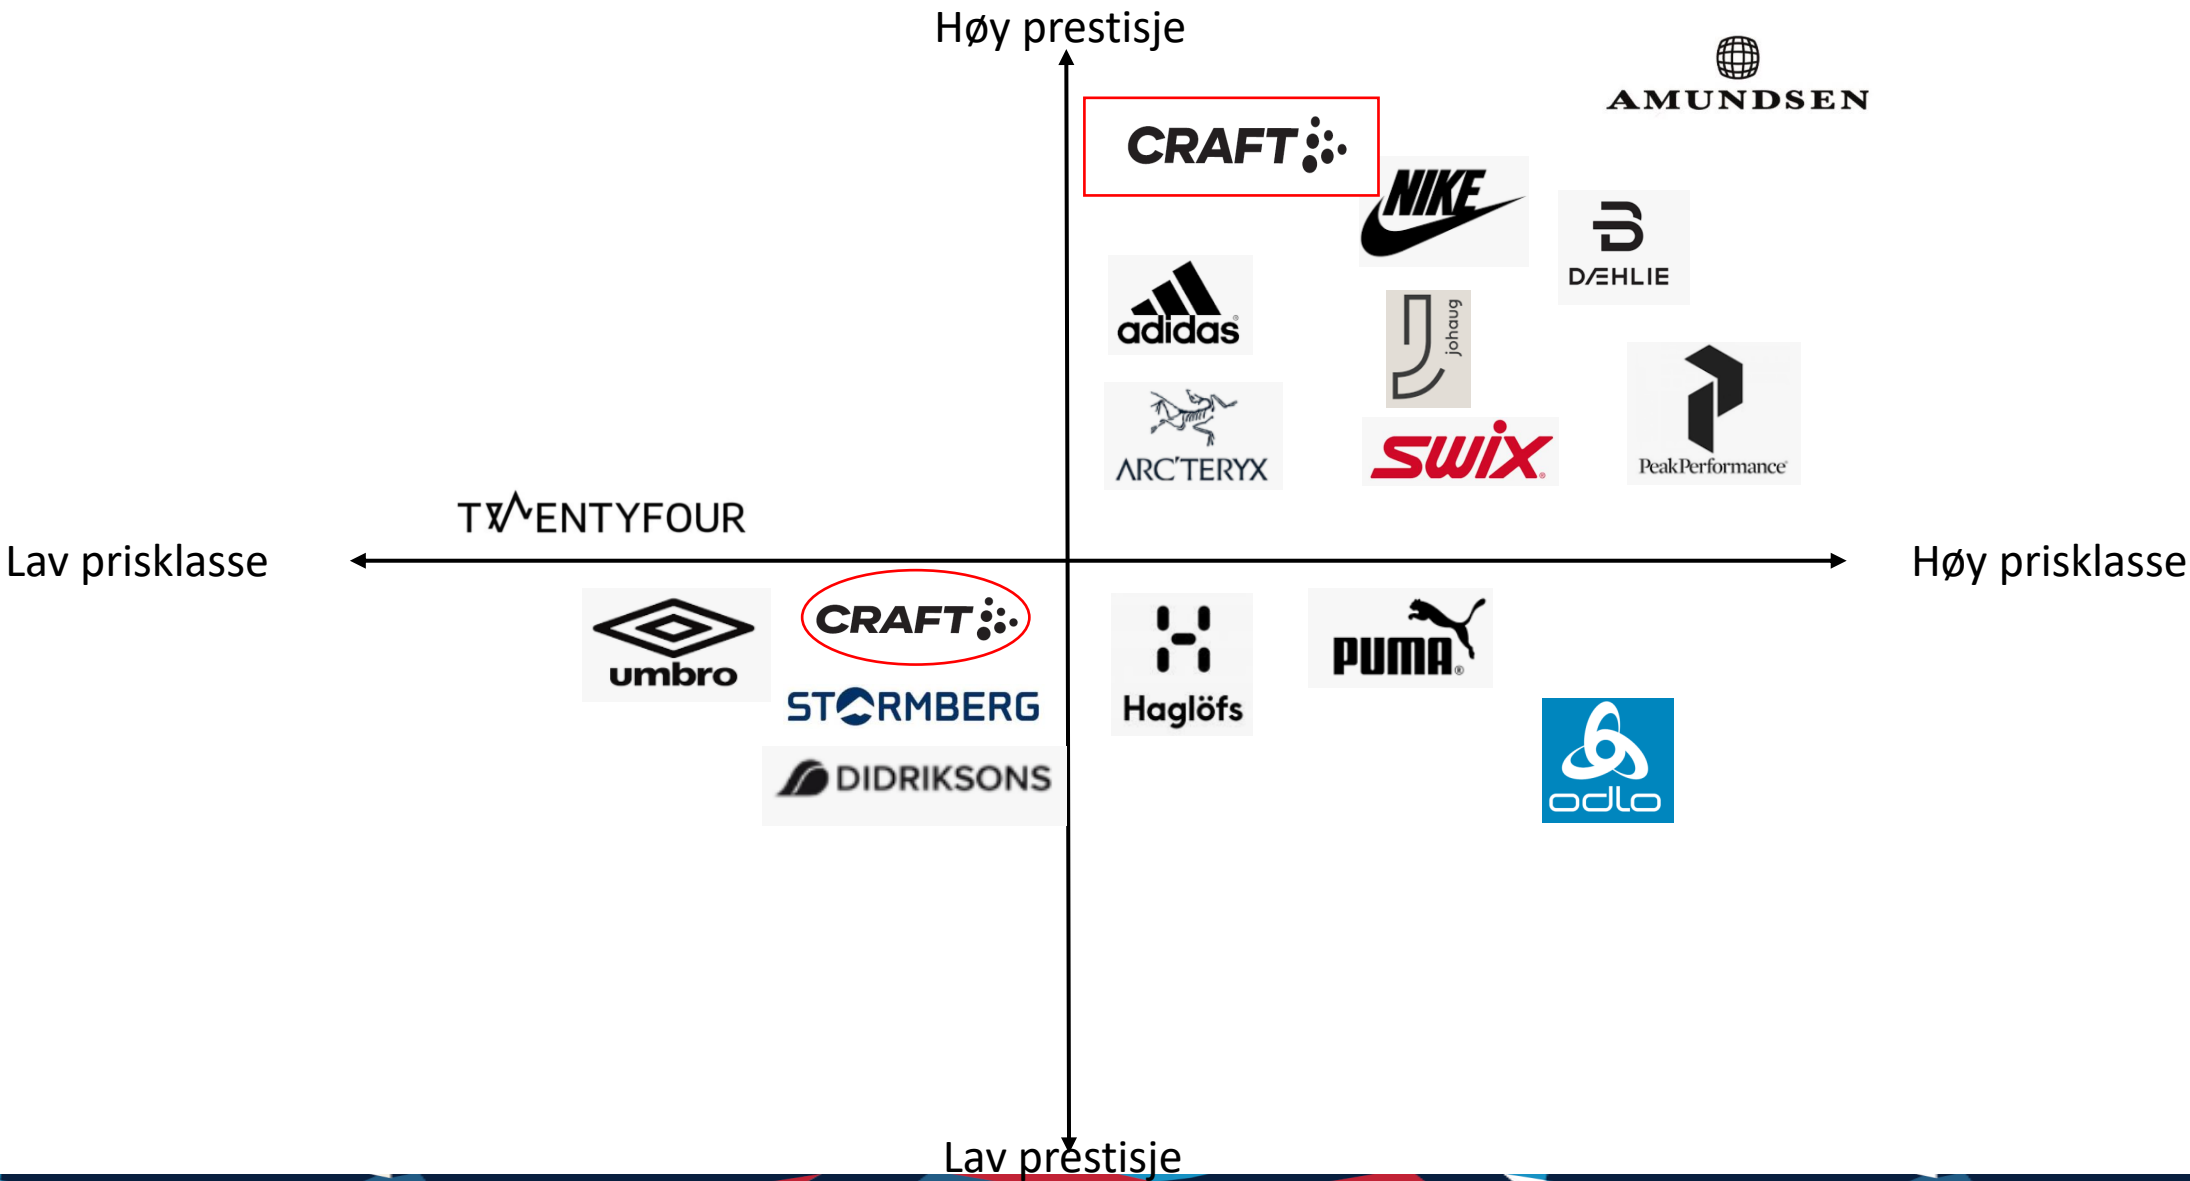 Høy prestisje
AMUNDSEN
CRAFT
NIKE
DÆHLIE
adidas®
johaug
ARC'TERYX
SWIX®
PeakPerformance®
TWENTYFOUR
Lav prisklasse
Høy prisklasse
umbro
CRAFT
STORMBERG
DIDRIKSONS
Haglöfs
PUMA®
odlo
Lav prestisje